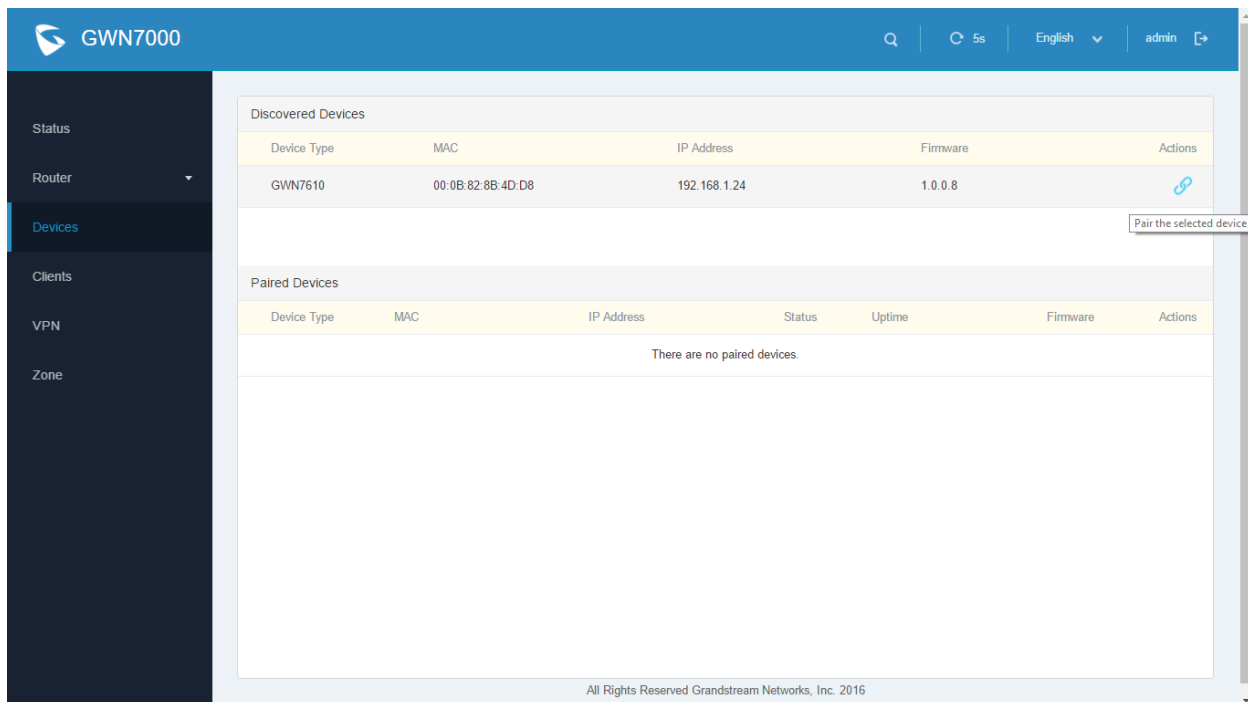 GWN7000
5s English admin
Status
Router
Devices
Clients
VPN
Zone
Discovered Devices
Device Type MAC IP Address Firmware Actions
GWN7610 00:0B:82:8B:4D:D8 192.168.1.24 1.0.0.8
Pair the selected device
Paired Devices
Device Type MAC IP Address Status Uptime Firmware Actions
There are no paired devices.
All Rights Reserved Grandstream Networks, Inc. 2016